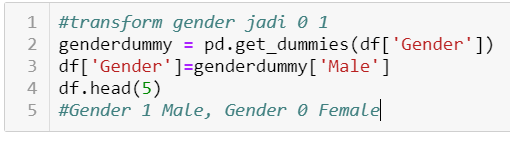 1 #transform gender jadi 0 1
2 genderdummy = pd.get_dummies(df['Gender'])
3 df['Gender']=genderdummy['Male']
4 df.head(5)
5 #Gender 1 Male, Gender 0 Female